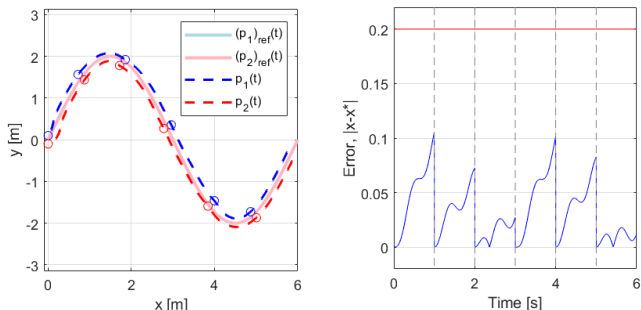 3
2
1
0
-1
-2
-3
y [m]
0
2
4
6
x [m]
(p1)ref(t)
(p2)ref(t)
p1(t)
p2(t)
0.2
0.15
0.1
0.05
0
Error, |x-x*|
0
2
4
6
Time [s]